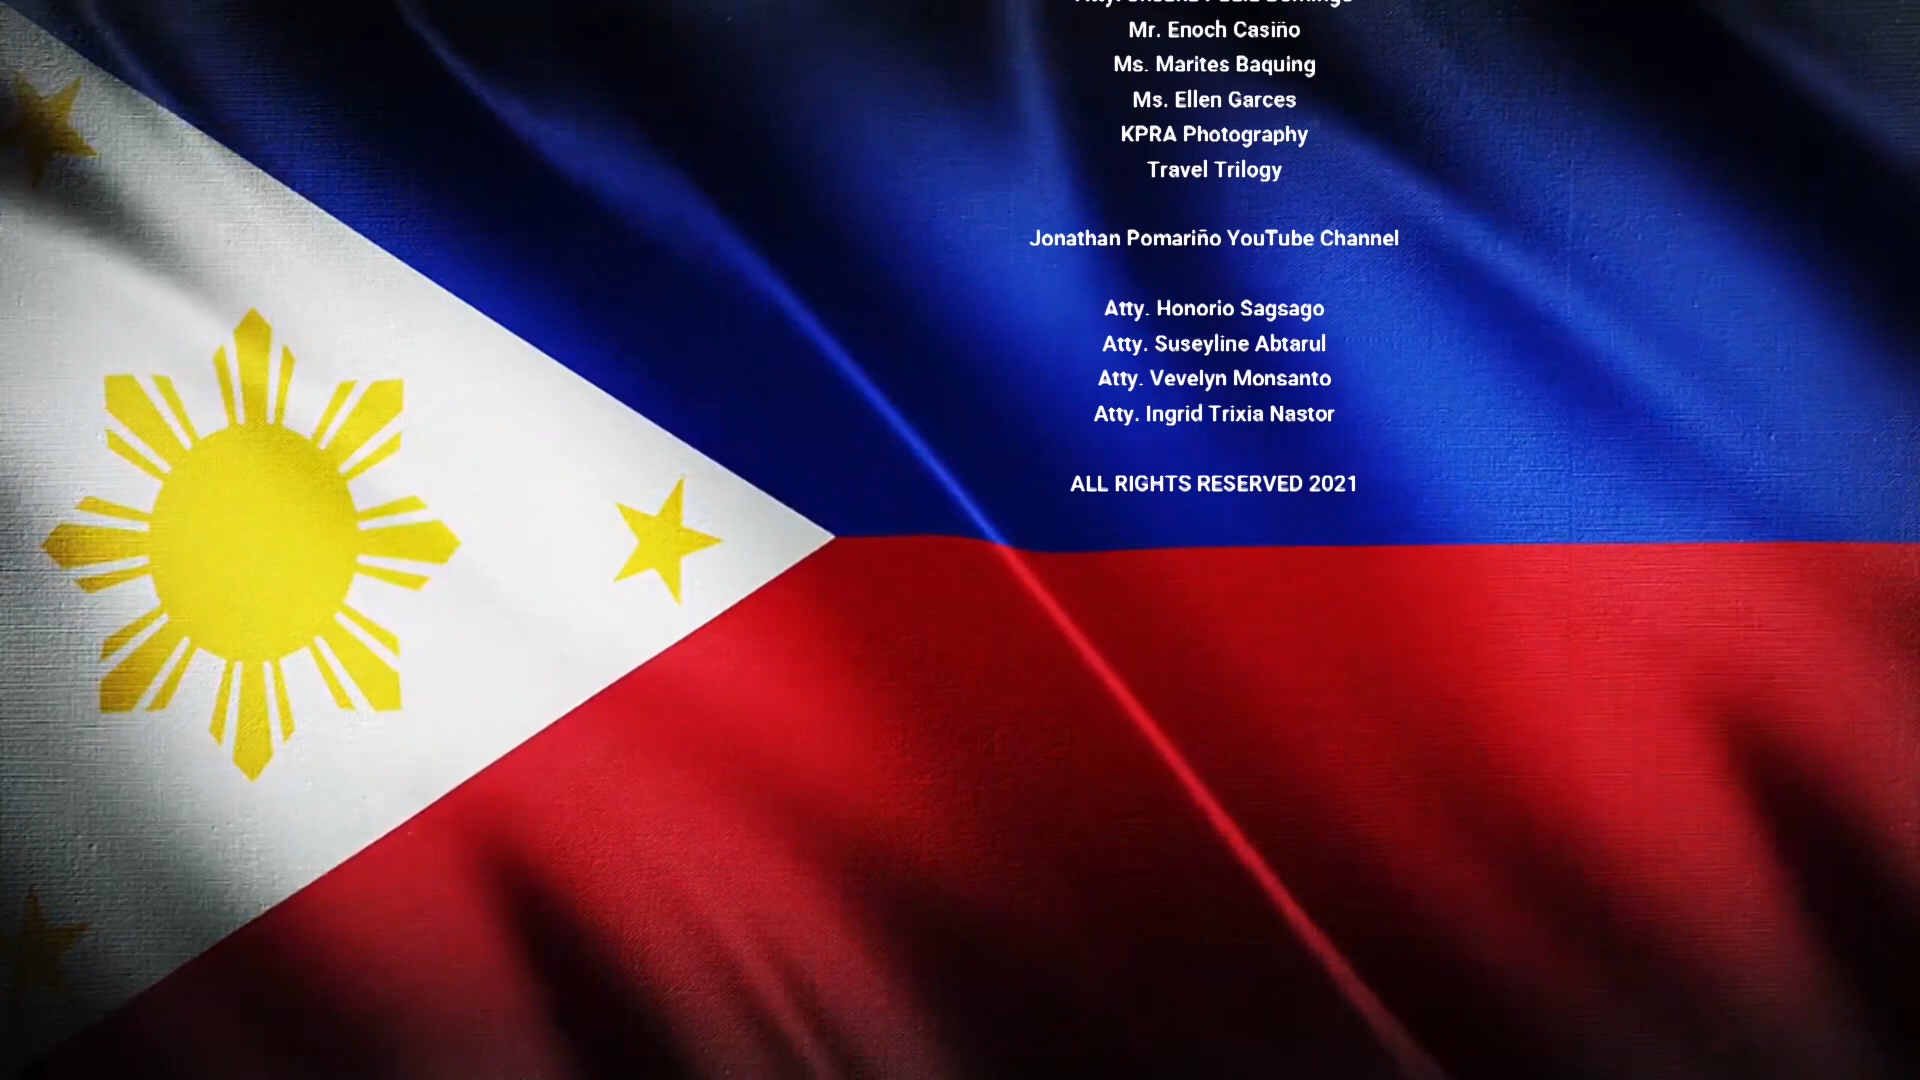 Mr. Enoch Casiño
Ms. Marites Baquing
Ms. Ellen Garces
KPRA Photography
Travel Trilogy
Jonathan Pomariño YouTube Channel
Atty. Honorio Sagsago
Atty. Suseyline Abtarul
Atty. Vevelyn Monsanto
Atty. Ingrid Trixia Nastor
ALL RIGHTS RESERVED 2021